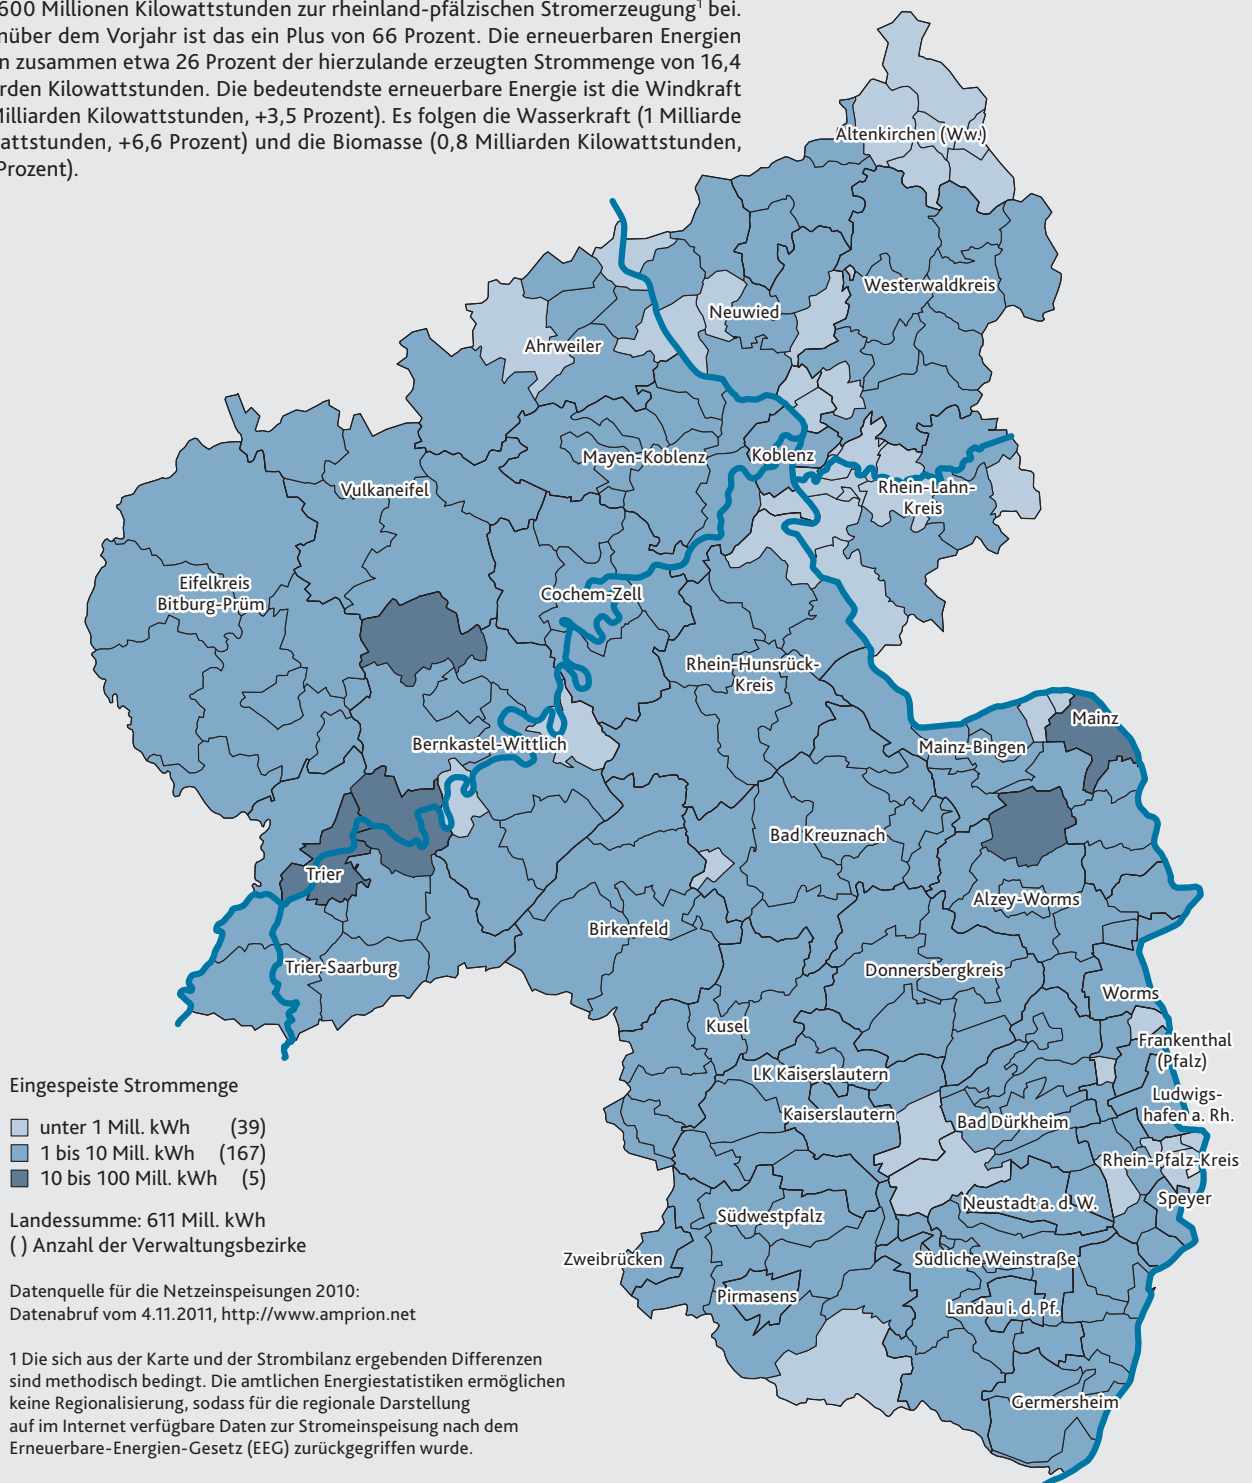 600 Millionen Kilowattstunden zur rheinland-pfälzischen Stromerzeugung¹ bei.
über dem Vorjahr ist das ein Plus von 66 Prozent. Die erneuerbaren Energien
zusammen etwa 26 Prozent der hierzulande erzeugten Strommenge von 16,4
Kilowattstunden. Die bedeutendste erneuerbare Energie ist die Windkraft
illiarden Kilowattstunden, +3,5 Prozent). Es folgen die Wasserkraft (1 Milliarde
attstunden, +6,6 Prozent) und die Biomasse (0,8 Milliarden Kilowattstunden,
Prozent).
Altenkirchen (Ww.)
Westerwaldkreis
Neuwied
Ahrweiler
Mayen-Koblenz
Koblenz
Vulkaneifel
Rhein-Lahn-
Kreis
Eifelkreis
Bitburg-Prüm
Cochem-Zell
Rhein-Hunsrück-
Kreis
Mainz
Bernkastel-Wittlich
Mainz-Bingen
Bad Kreuznach
Trier
Alzey-Worms
Birkenfeld
Trier-Saarburg
Donnersbergkreis
Worms
Kusel
Frankenthal
(Pfalz)
LK Kaiserslautern
Ludwigs-
hafen a. Rh.
Kaiserslautern
Bad Dürkheim
Rhein-Pfalz-Kreis
Speyer
Neustadt a. d. W.
Südwestpfalz
Zweibrücken
Südliche Weinstraße
Pirmasens
Landau i. d. Pf.
Germersheim
Eingespeiste Strommenge
unter 1 Mill. kWh (39)
1 bis 10 Mill. kWh (167)
10 bis 100 Mill. kWh (5)
Landessumme: 611 Mill. kWh
( ) Anzahl der Verwaltungsbezirke
Datenquelle für die Netzeinspeisungen 2010:
Datenabruf vom 4.11.2011, http://www.amprion.net
1 Die sich aus der Karte und der Strombilanz ergebenden Differenzen
sind methodisch bedingt. Die amtlichen Energiestatistiken ermöglichen
keine Regionalisierung, sodass für die regionale Darstellung
auf im Internet verfügbare Daten zur Stromeinspeisung nach dem
Erneuerbare-Energien-Gesetz (EEG) zurückgegriffen wurde.